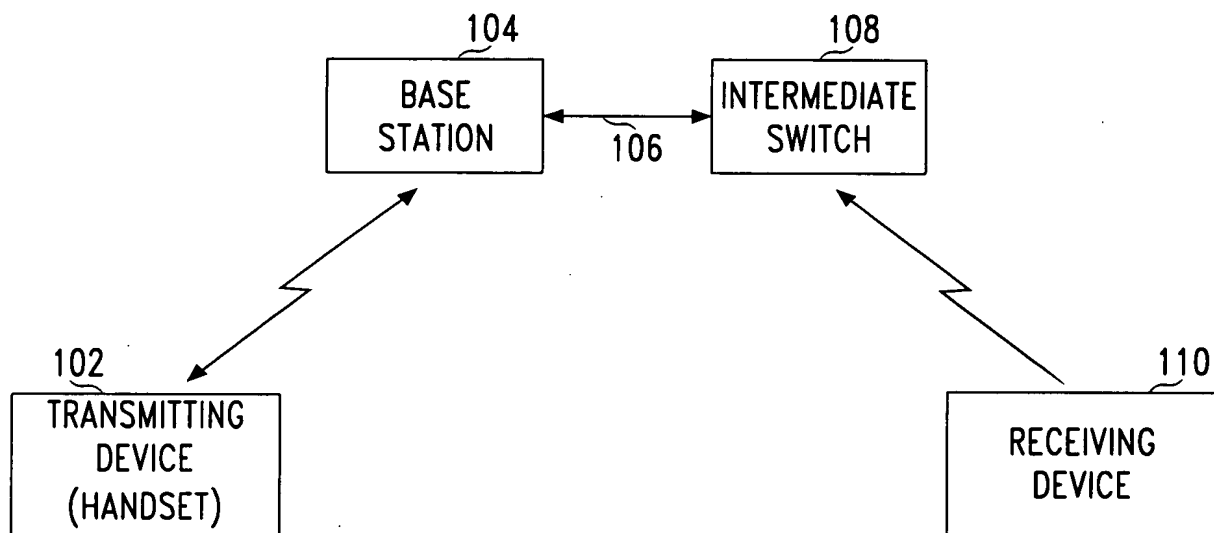 104
BASE
STATION
106
108
INTERMEDIATE
SWITCH
102
TRANSMITTING
DEVICE
(HANDSET)
110
RECEIVING
DEVICE